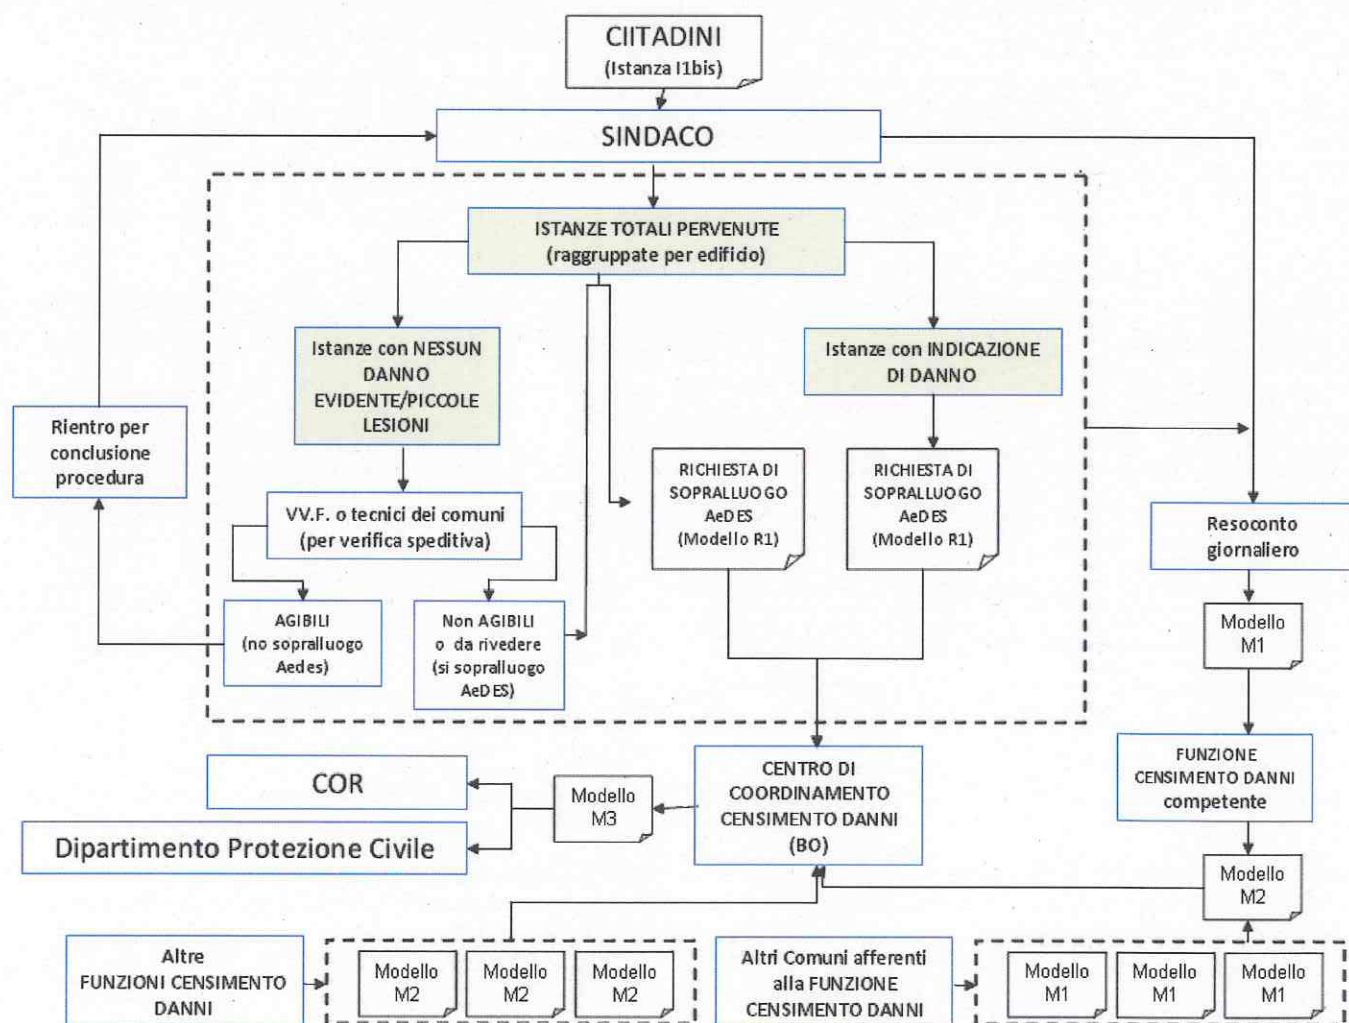 CIITADINI
(Istanza I1bis)
SINDACO
ISTANZE TOTALI PERVENUTE
(raggruppate per edificio)
Istanze con NESSUN
DANNO
EVIDENTE/PICCOLE
LESIONI
Istanze con INDICAZIONE
DI DANNO
Rientro per
conclusione
procedura
VV.F. o tecnici dei comuni
(per verifica speditiva)
RICHIESTA DI
SOPRALLUOGO
AeDES
(Modello R1)
RICHIESTA DI
SOPRALLUOGO
AeDES
(Modello R1)
Resoconto
giornaliero
AGIBILI
(no sopralluogo
Aedes)
Non AGIBILI
o da rivedere
(si sopralluogo
AeDES)
Modello
M1
FUNZIONE
CENSIMENTO DANNI
competente
COR
Dipartimento Protezione Civile
Modello
M3
CENTRO DI
COORDINAMENTO
CENSIMENTO DANNI
(BO)
Modello
M2
Altre
FUNZIONI CENSIMENTO
DANNI
Modello
M2
Modello
M2
Modello
M2
Altri Comuni afferenti
alla FUNZIONE
CENSIMENTO DANNI
Modello
M1
Modello
M1
Modello
M1